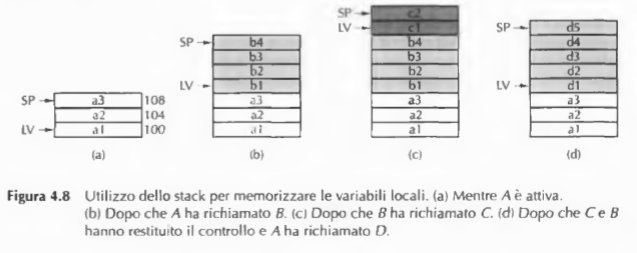 SP
a3
108
a2
104
LV
a1
100
(a)
SP
b4
b3
b2
LV
b1
a3
a2
a1
(b)
SP
c2
LV
c1
b4
b3
b2
b1
a3
a2
a1
(c)
SP
d5
d4
d3
d2
LV
d1
a3
a2
a1
(d)
Figura 4.8 Utilizzo dello stack per memorizzare le variabili locali. (a) Mentre A è attiva.
(b) Dopo che A ha richiamato B. (c) Dopo che B ha richiamato C. (d) Dopo che C e B
hanno restituito il controllo e A ha richiamato D.